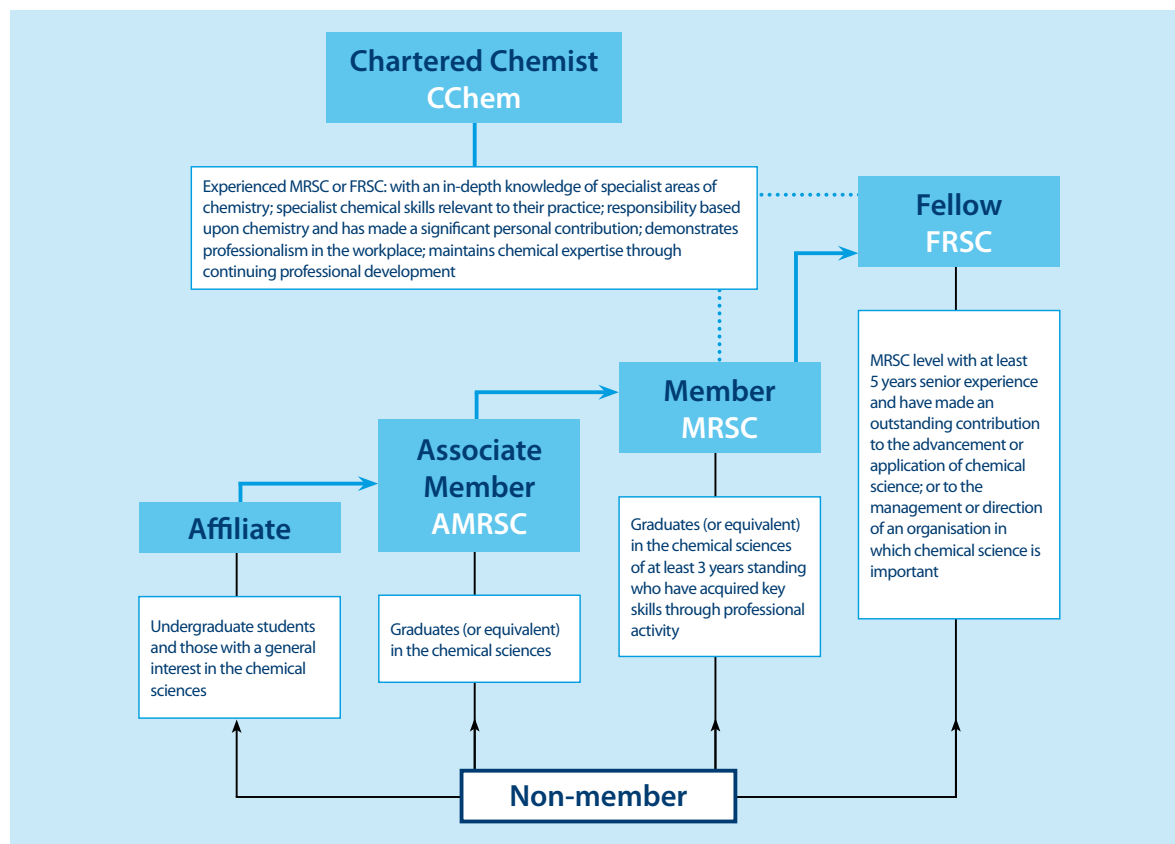 Chartered Chemist
CChem
Experienced MRSC or FRSC: with an in-depth knowledge of specialist areas of
chemistry; specialist chemical skills relevant to their practice; responsibility based
upon chemistry and has made a significant personal contribution; demonstrates
professionalism in the workplace; maintains chemical expertise through
continuing professional development
Fellow
FRSC
MRSC level with at least
5 years senior experience
and have made an
outstanding contribution
to the advancement or
application of chemical
science; or to the
management or direction
of an organisation in
which chemical science is
important
Member
MRSC
Graduates (or equivalent)
in the chemical sciences
of at least 3 years standing
who have acquired key
skills through professional
activity
Associate
Member
AMRSC
Graduates (or equivalent)
in the chemical sciences
Affiliate
Undergraduate students
and those with a general
interest in the chemical
sciences
Non-member